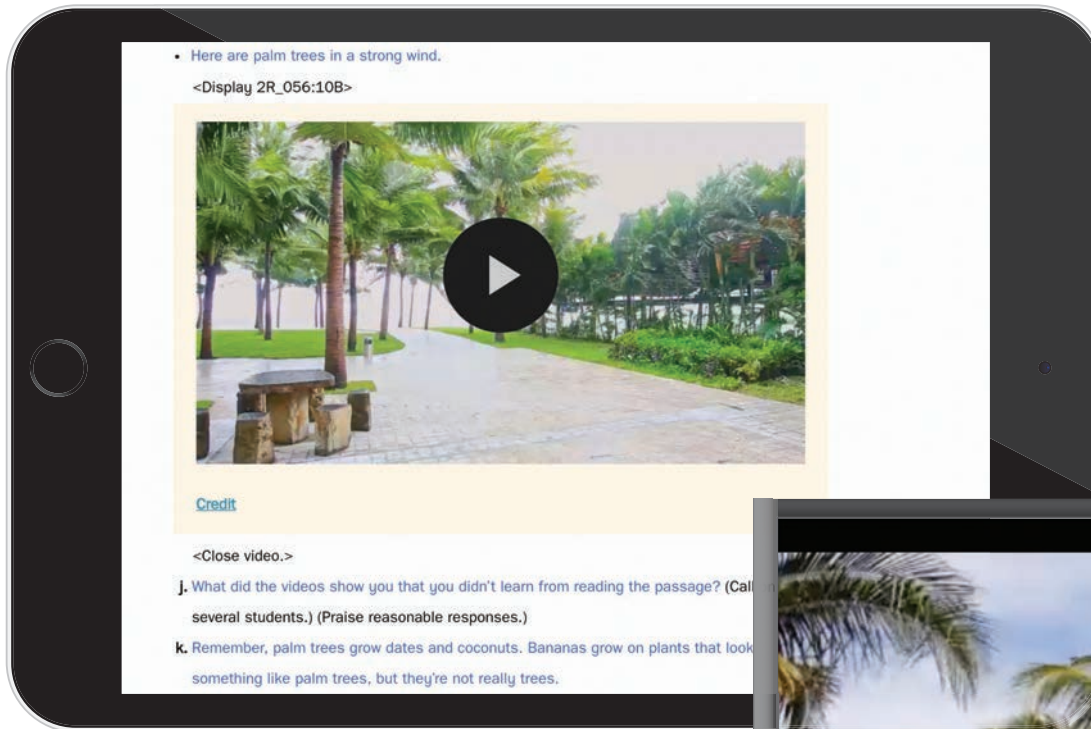 • Here are palm trees in a strong wind.
<Display 2R_056:10B>
Credit
<Close video.>
j. What did the videos show you that you didn't learn from reading the passage? (Call
several students.) (Praise reasonable responses.)
k. Remember, palm trees grow dates and coconuts. Bananas grow on plants that look
something like palm trees, but they're not really trees.